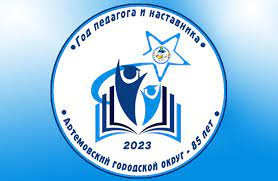 Год педагога и наставника
2023
Артемовский городской округ - 85 лет